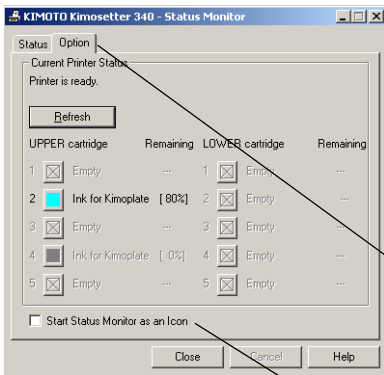 KIMOTO Kimosetter 340 - Status Monitor
Status Option
Current Printer Status
Printer is ready.
Refresh
UPPER cartridge Remaining LOWER cartridge Remaining
1 Empty --- 1 Empty ---
2 Ink for Kimoplate [ 80%] 2 Empty ---
3 Empty --- 3 Empty ---
4 Ink for Kimoplate [ 0%] 4 Empty ---
5 Empty --- 5 Empty ---
Start Status Monitor as an Icon
Close Cancel Help